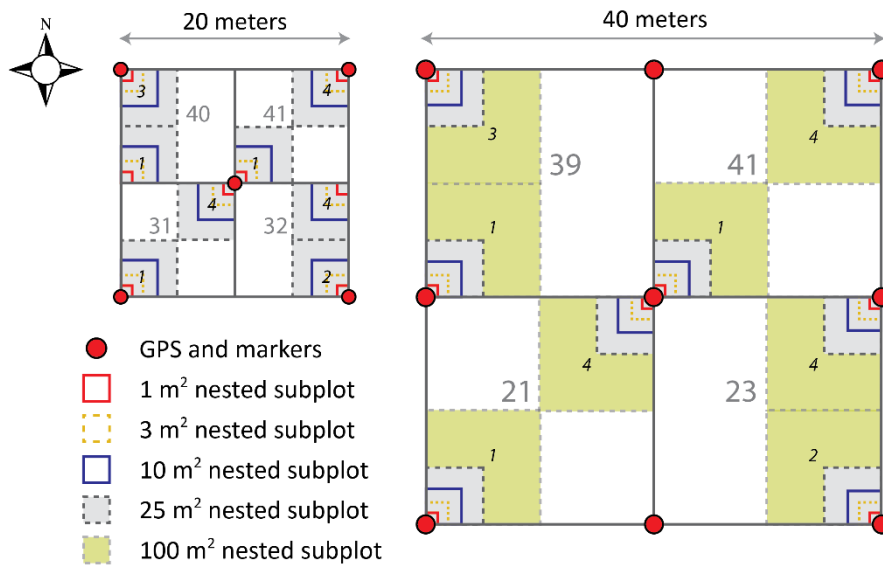 N
20 meters
40 meters
3
40
41
4
1
1
31
4
32
4
1
2
3
39
41
4
1
1
21
4
23
4
1
2
GPS and markers
1 m² nested subplot
3 m² nested subplot
10 m² nested subplot
25 m² nested subplot
100 m² nested subplot